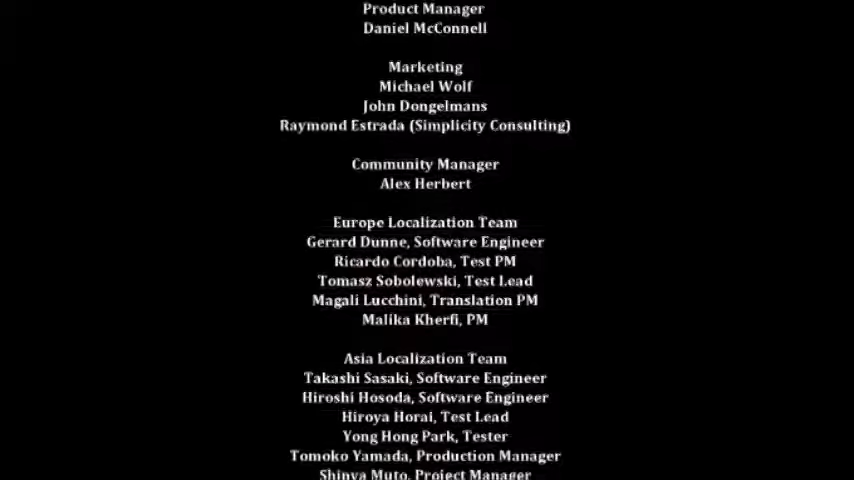 Product Manager
Daniel McConnell
Marketing
Michael Wolf
John Dongelmans
Raymond Estrada (Simplicity Consulting)
Community Manager
Alex Herbert
Europe Localization Team
Gerard Dunne, Software Engineer
Ricardo Cordoba, Test PM
Tomasz Sobolewski, Test Lead
Magali Lucchini, Translation PM
Malika Kherfi, PM
Asia Localization Team
Takashi Sasaki, Software Engineer
Hiroshi Hosoda, Software Engineer
Hiroya Horai, Test Lead
Yong Hong Park, Tester
Tomoko Yamada, Production Manager
Shinya Muto, Project Manager